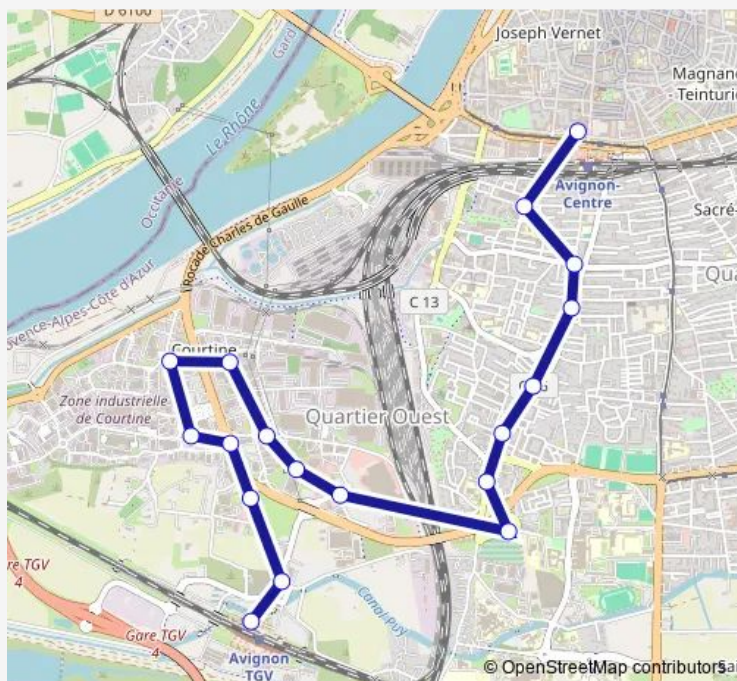 D 6100
Joseph Vernet
Gard
Magnan
- Teinturie
Le Rhône
Occitanie
Avignon-
Centre
Sacré-
Rocade Charles de Gaulle
Qua
C 13
Provence-Alpes-Côte d'Azur
Courtine
Zone industrielle
de Courtine
Quartier Ouest
re TGV
4
Canal Puy
Gare TGV
4
Avignon
TGV
© OpenStreetMap contributors